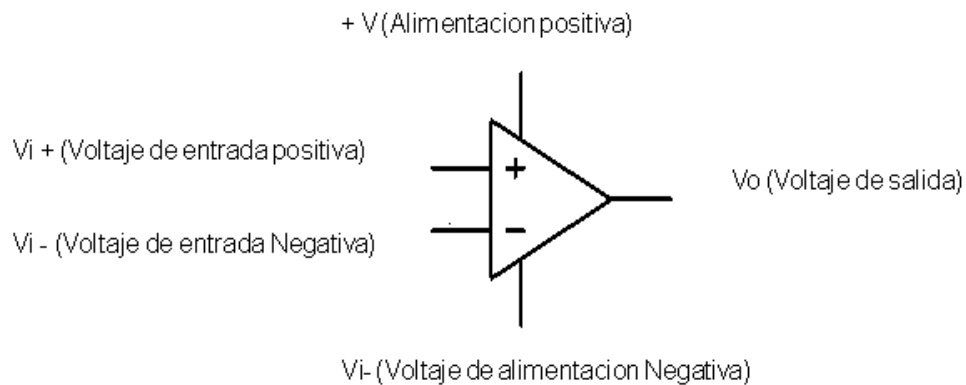 + V (Alimentacion positiva)
Vi + (Voltaje de entrada positiva)
+
Vo (Voltaje de salida)
Vi - (Voltaje de entrada Negativa)
-
Vi- (Voltaje de alimentacion Negativa)